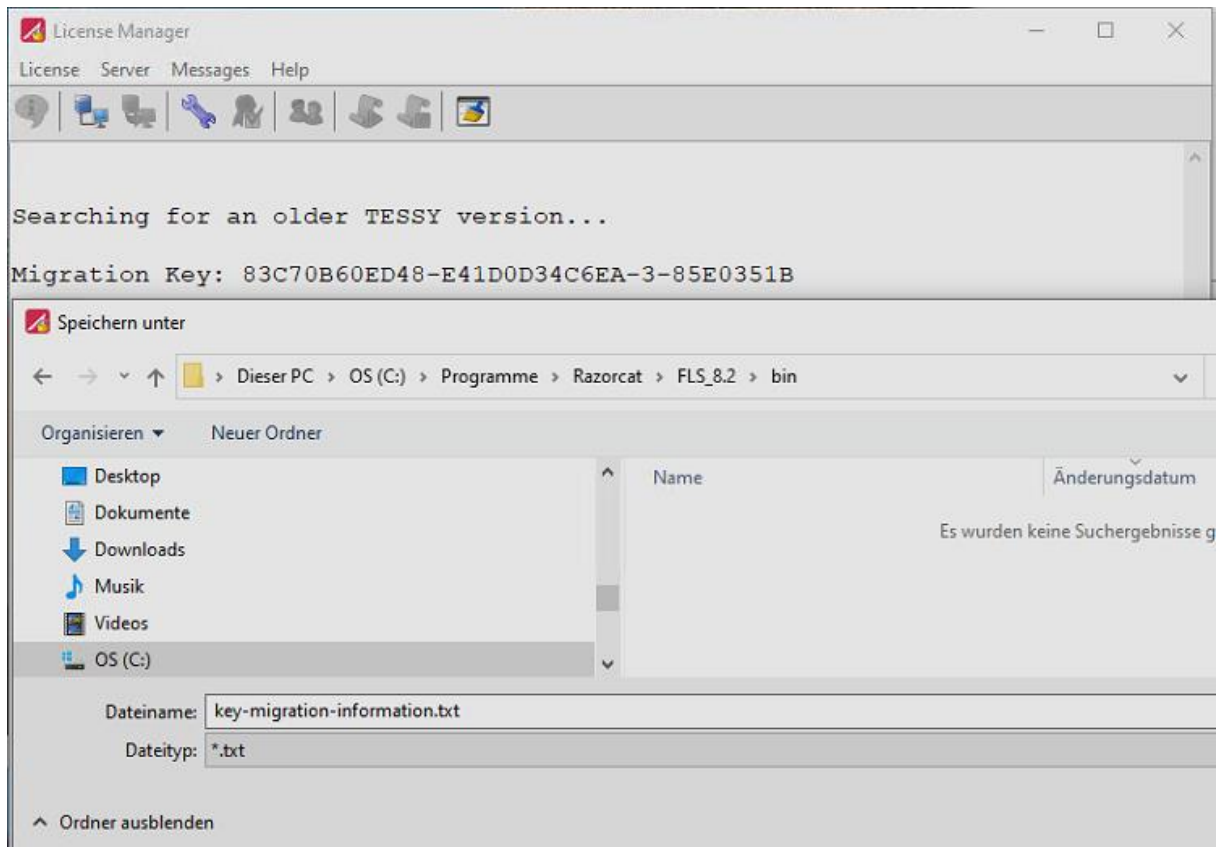 License Manager
License Server Messages Help
Searching for an older TESSY version...
Migration Key: 83C70B60ED48-E41D0D34C6EA-3-85E0351B
Speichern unter
Dieser PC > OS (C:) > Programme > Razorcat > FLS_8.2 > bin
Organisieren Neuer Ordner
Desktop
Dokumente
Downloads
Musik
Videos
OS (C:)
Name Änderungsdatum
Es wurden keine Suchergebnisse g
Dateiname: key-migration-information.txt
Dateityp: *.txt
Ordner ausblenden